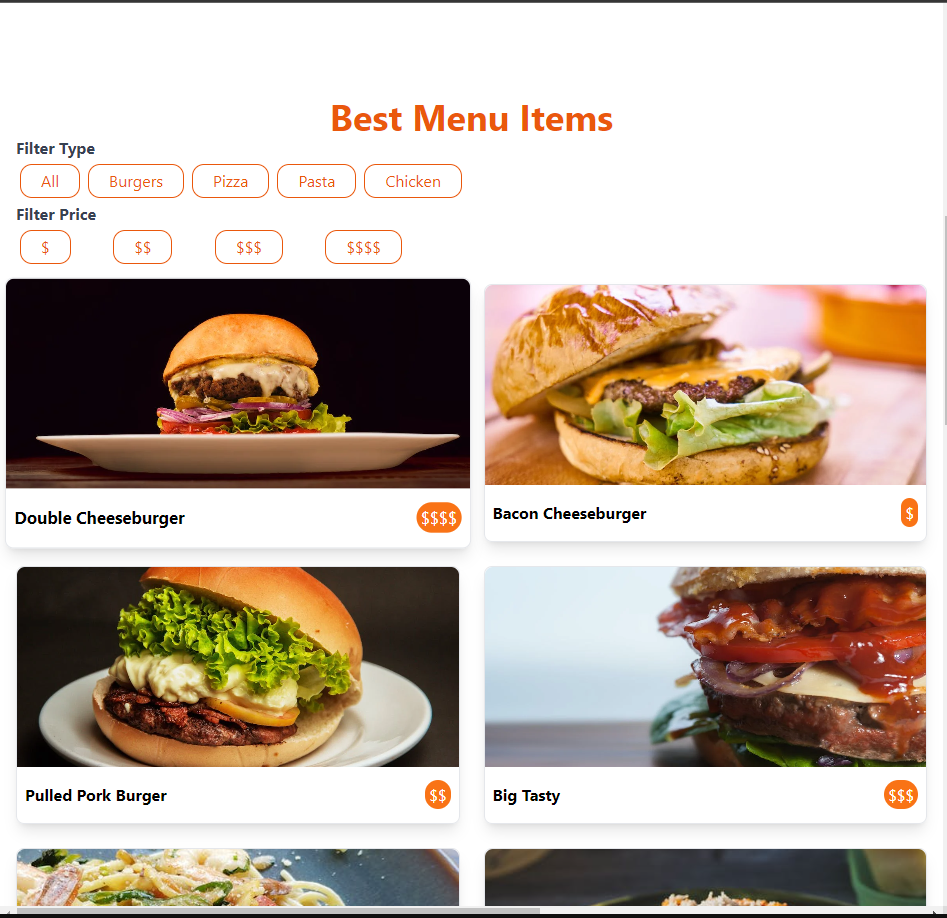 Best Menu Items
Filter Type
All Burgers Pizza Pasta Chicken
Filter Price
$ $$ $$$ $$$$
Double Cheeseburger $$$$
Bacon Cheeseburger $
Pulled Pork Burger $$
Big Tasty $$$